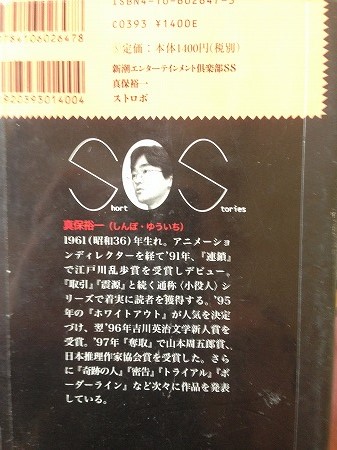 ISBN4-10-602647-3
C0393 ¥1400E
9784106026478
定価：本体1400円（税別）
新潮エンターテインメント倶楽部SS
真保裕一
1920393014004
ストロボ
SOS
hort
tories
真保裕一（しんぽ・ゆういち）
1961（昭和36）年生れ。アニメーショ
ンディレクターを経て'91年、『連鎖』
で江戸川乱歩賞を受賞しデビュー。
『取引』『震源』と続く通称〈小役人〉シ
リーズで着実に読者を獲得する。'95
年の『ホワイトアウト』が人気を決定
づけ、翌'96年吉川英治文学新人賞を
受賞。'97年『奪取』で山本周五郎賞、
日本推理作家協会賞を受賞した。さら
に『奇跡の人』『密告』『トライアル』『ボ
ーダーライン』など次々に作品を発表
している。